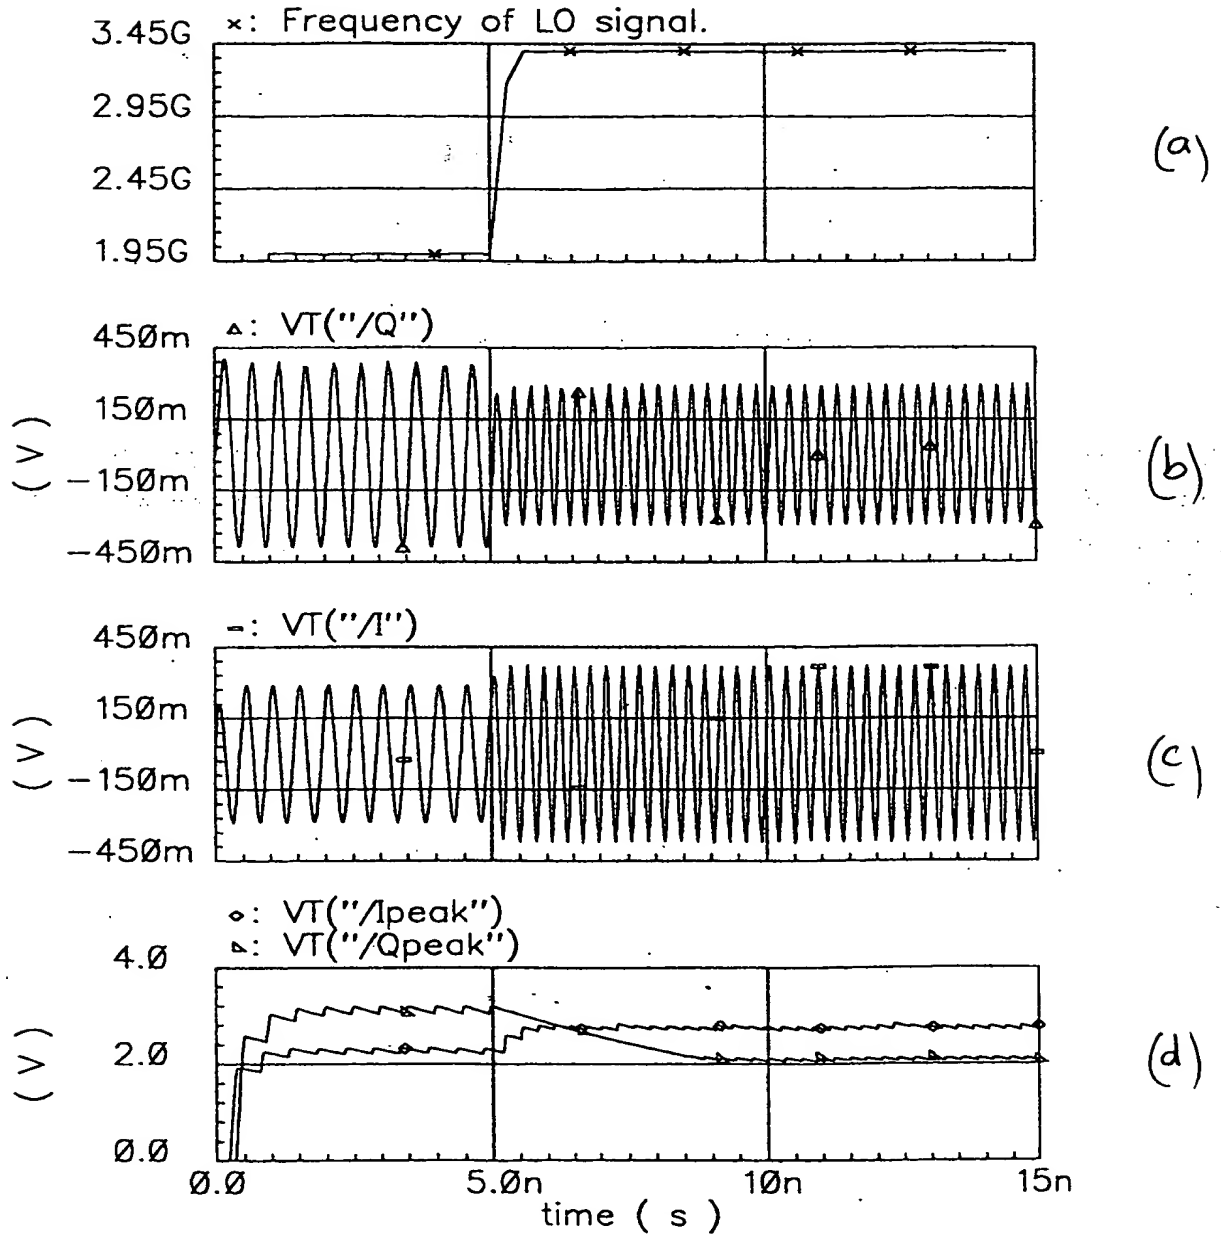 ×: Frequency of LO signal.
3.45G
2.95G
2.45G
1.95G
(a)
▵: VT("/Q")
450m
150m
-150m
-450m
(V)
(b)
-: VT("/I")
450m
150m
-150m
-450m
(V)
(c)
⋄: VT("/Ipeak")
▹: VT("/Qpeak")
4.0
2.0
0.0
(V)
(d)
0.0
5.0n
10n
15n
time ( s )